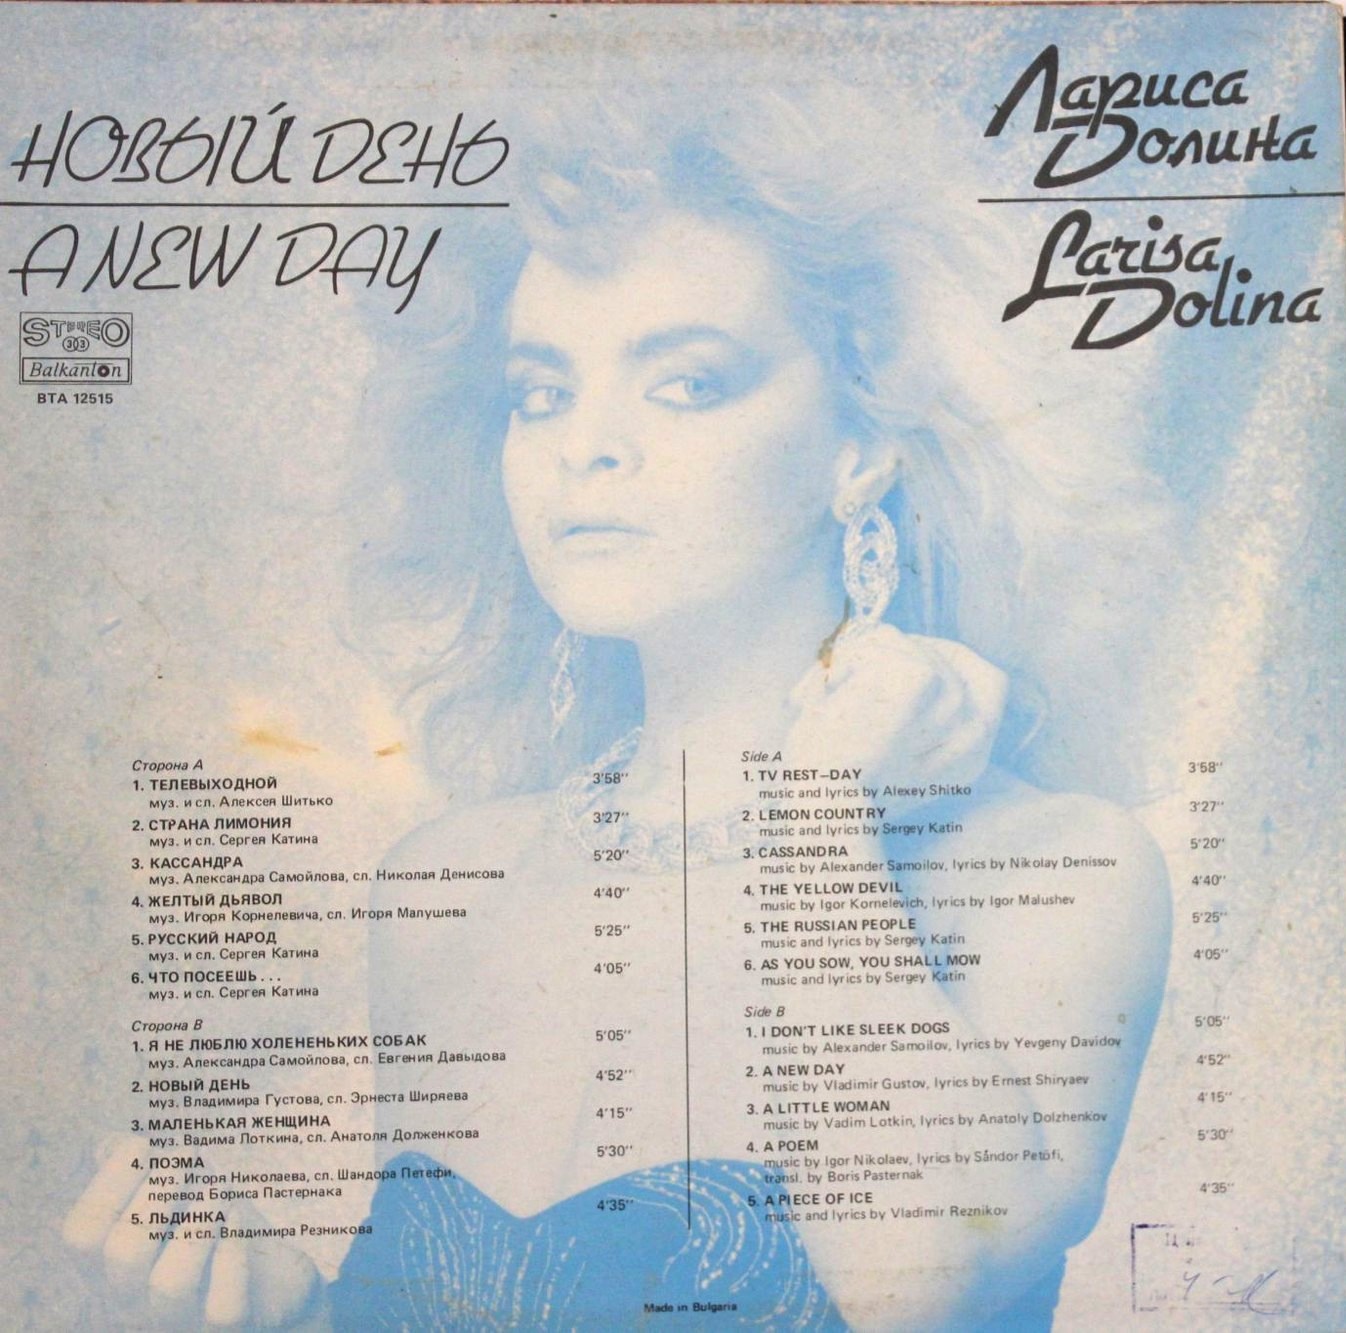 НОВЫЙ ДЕНЬ
A NEW DAY
STEREO
33
Balkanton
BTA 12515
Лариса
Долина
Larisa
Dolina
Сторона А
1. ТЕЛЕВЫХОДНОЙ 3'58''
муз. и сл. Алексея Шитько
2. СТРАНА ЛИМОНИЯ 3'27''
муз. и сл. Сергея Катина
3. КАССАНДРА 5'20''
муз. Александра Самойлова, сл. Николая Денисова
4. ЖЕЛТЫЙ ДЬЯВОЛ 4'40''
муз. Игоря Корнелевича, сл. Игоря Малушева
5. РУССКИЙ НАРОД 5'25''
муз. и сл. Сергея Катина
6. ЧТО ПОСЕЕШЬ . . . 4'05''
муз. и сл. Сергея Катина
Сторона В
1. Я НЕ ЛЮБЛЮ ХОЛЕНЕНЬКИХ СОБАК 5'05''
муз. Александра Самойлова, сл. Евгения Давыдова
2. НОВЫЙ ДЕНЬ 4'52''
муз. Владимира Густова, сл. Эрнеста Ширяева
3. МАЛЕНЬКАЯ ЖЕНЩИНА 4'15''
муз. Вадима Лоткина, сл. Анатоля Долженкова
4. ПОЭМА 5'30''
муз. Игоря Николаева, сл. Шандора Петефи,
перевод Бориса Пастернака
5. ЛЬДИНКА 4'35''
муз. и сл. Владимира Резникова
Side A
1. TV REST–DAY 3'58''
music and lyrics by Alexey Shitko
2. LEMON COUNTRY 3'27''
music and lyrics by Sergey Katin
3. CASSANDRA 5'20''
music by Alexander Samoilov, lyrics by Nikolay Denissov
4. THE YELLOW DEVIL 4'40''
music by Igor Kornelevich, lyrics by Igor Malushev
5. THE RUSSIAN PEOPLE 5'25''
music and lyrics by Sergey Katin
6. AS YOU SOW, YOU SHALL MOW 4'05''
music and lyrics by Sergey Katin
Side B
1. I DON'T LIKE SLEEK DOGS 5'05''
music by Alexander Samoilov, lyrics by Yevgeny Davidov
2. A NEW DAY 4'52''
music by Vladimir Gustov, lyrics by Ernest Shiryaev
3. A LITTLE WOMAN 4'15''
music by Vadim Lotkin, lyrics by Anatoly Dolzhenkov
4. A POEM 5'30''
music by Igor Nikolaev, lyrics by Sándor Petöfi,
transl. by Boris Pasternak
5. A PIECE OF ICE 4'35''
music and lyrics by Vladimir Reznikov
Made in Bulgaria